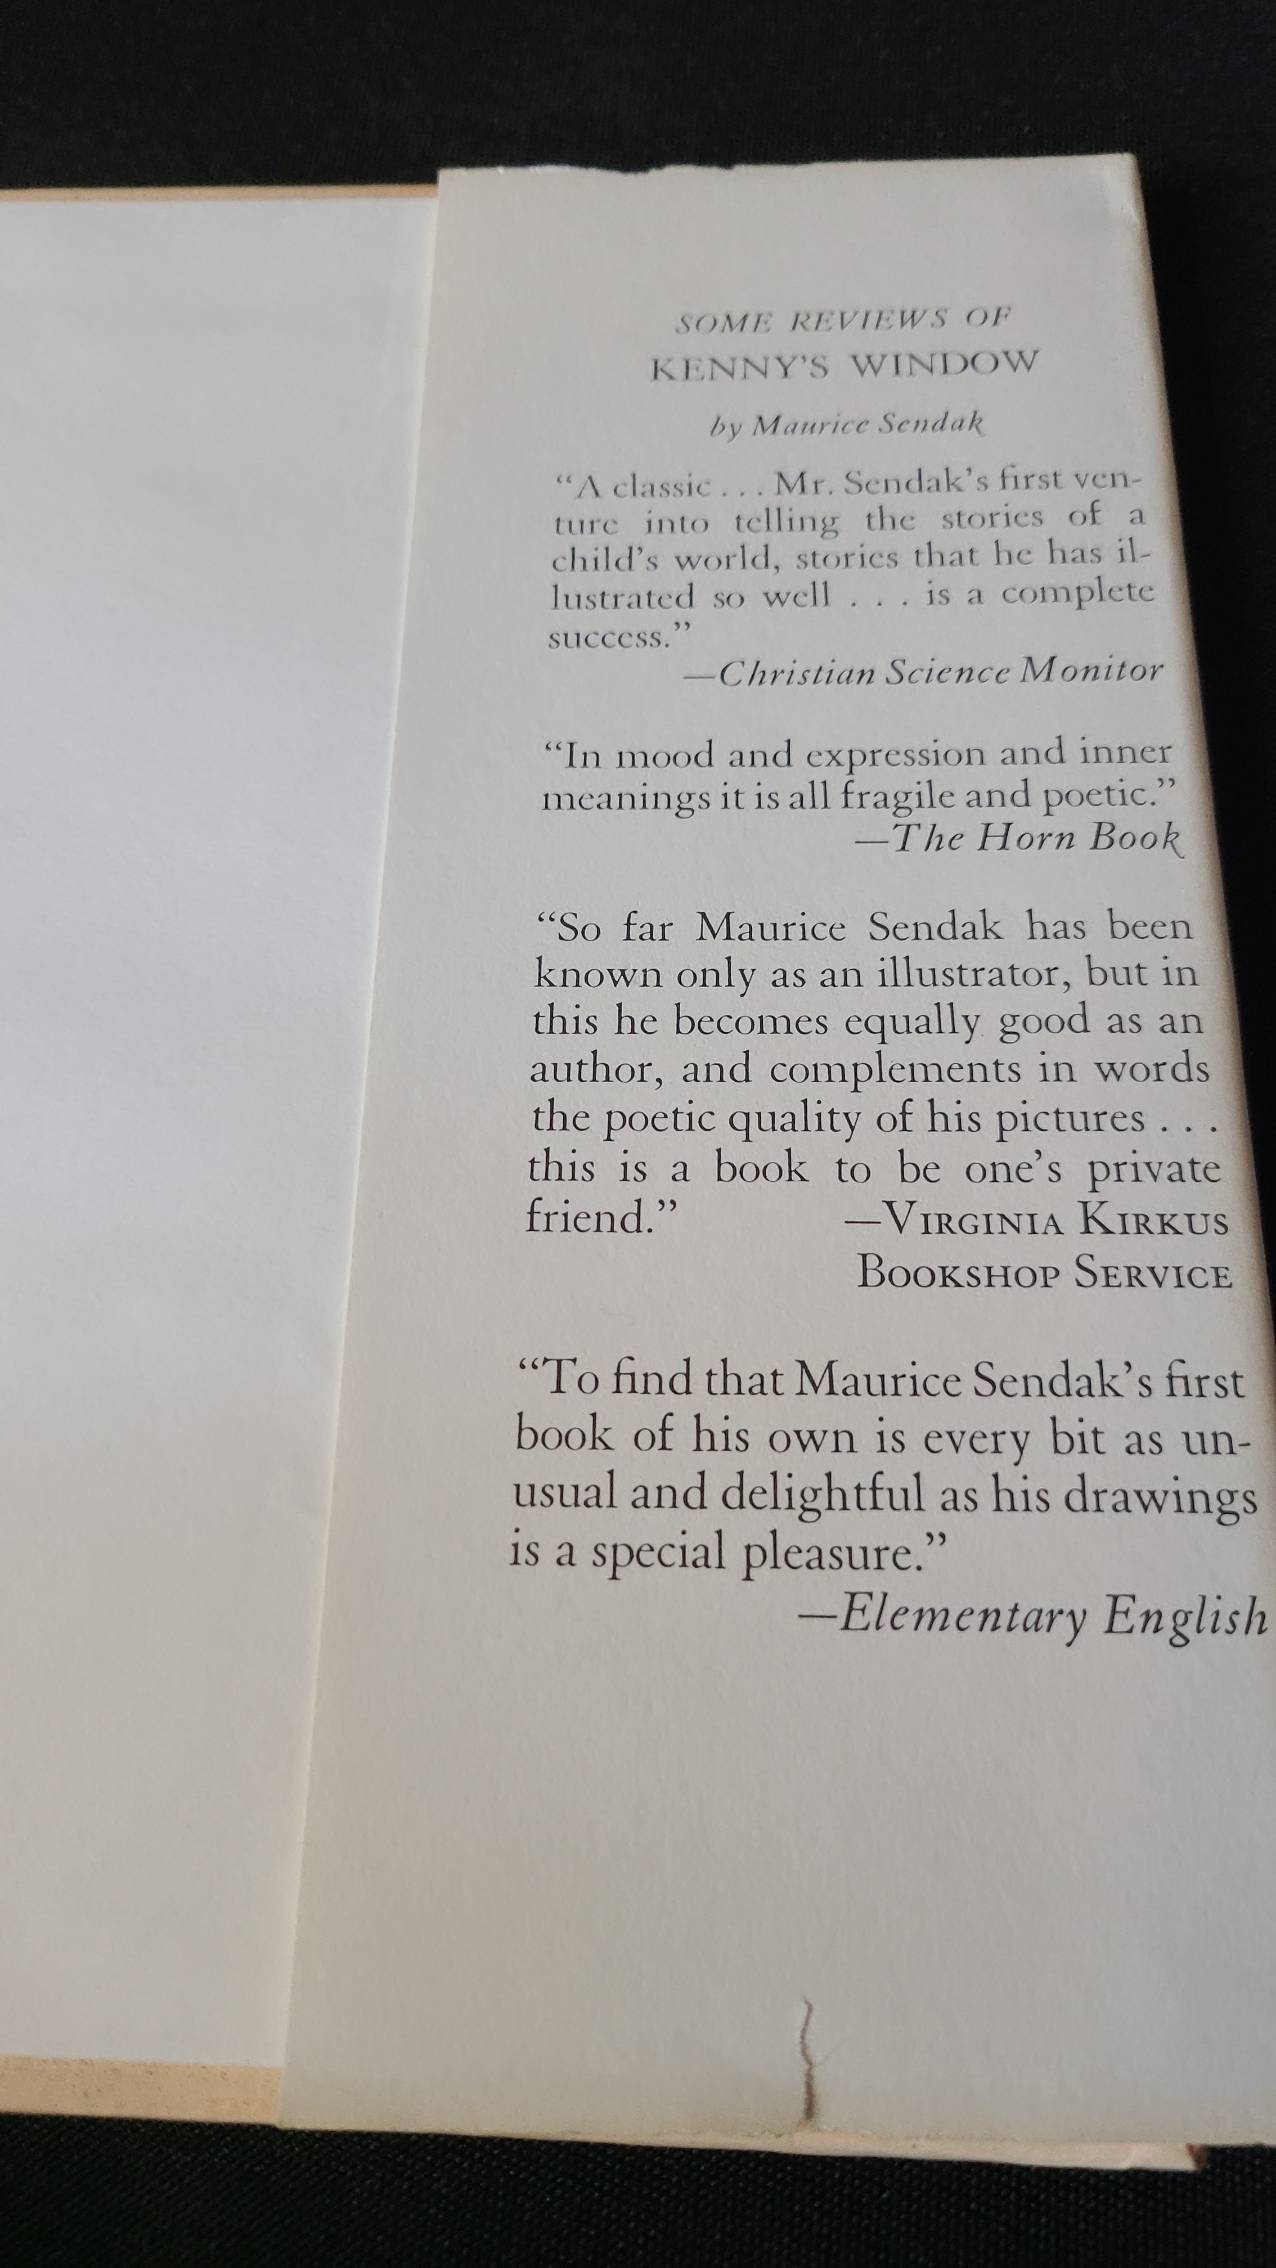 SOME REVIEWS OF
KENNY'S WINDOW
by Maurice Sendak
“A classic . . . Mr. Sendak’s first ven-
ture into telling the stories of a
child’s world, stories that he has il-
lustrated so well . . . is a complete
success.”
—Christian Science Monitor
“In mood and expression and inner
meanings it is all fragile and poetic.”
—The Horn Book
“So far Maurice Sendak has been
known only as an illustrator, but in
this he becomes equally good as an
author, and complements in words
the poetic quality of his pictures . . .
this is a book to be one’s private
friend.” —VIRGINIA KIRKUS
BOOKSHOP SERVICE
“To find that Maurice Sendak’s first
book of his own is every bit as un-
usual and delightful as his drawings
is a special pleasure.”
—Elementary English